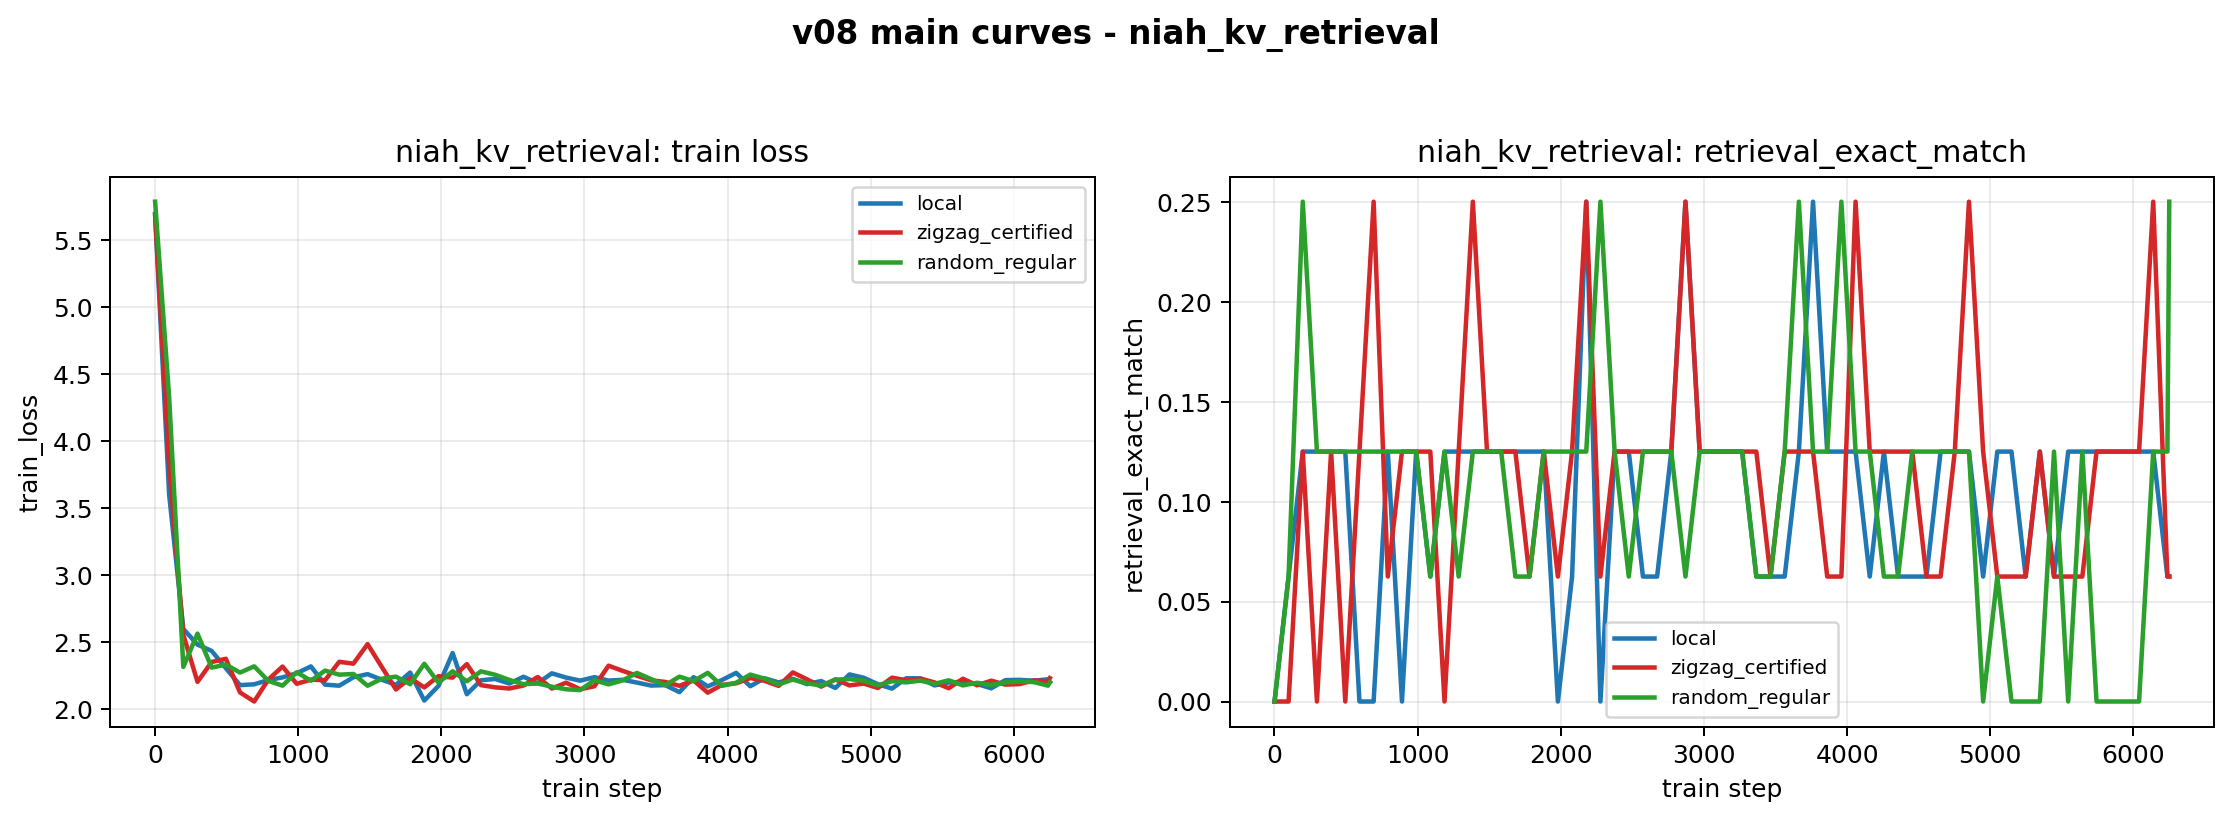 v08 main curves - niah_kv_retrieval
niah_kv_retrieval: train loss
train_loss
5.5
5.0
4.5
4.0
3.5
3.0
2.5
2.0
0
1000
2000
3000
4000
5000
6000
train step
local
zigzag_certified
random_regular
niah_kv_retrieval: retrieval_exact_match
retrieval_exact_match
0.25
0.20
0.15
0.10
0.05
0.00
0
1000
2000
3000
4000
5000
6000
train step
local
zigzag_certified
random_regular